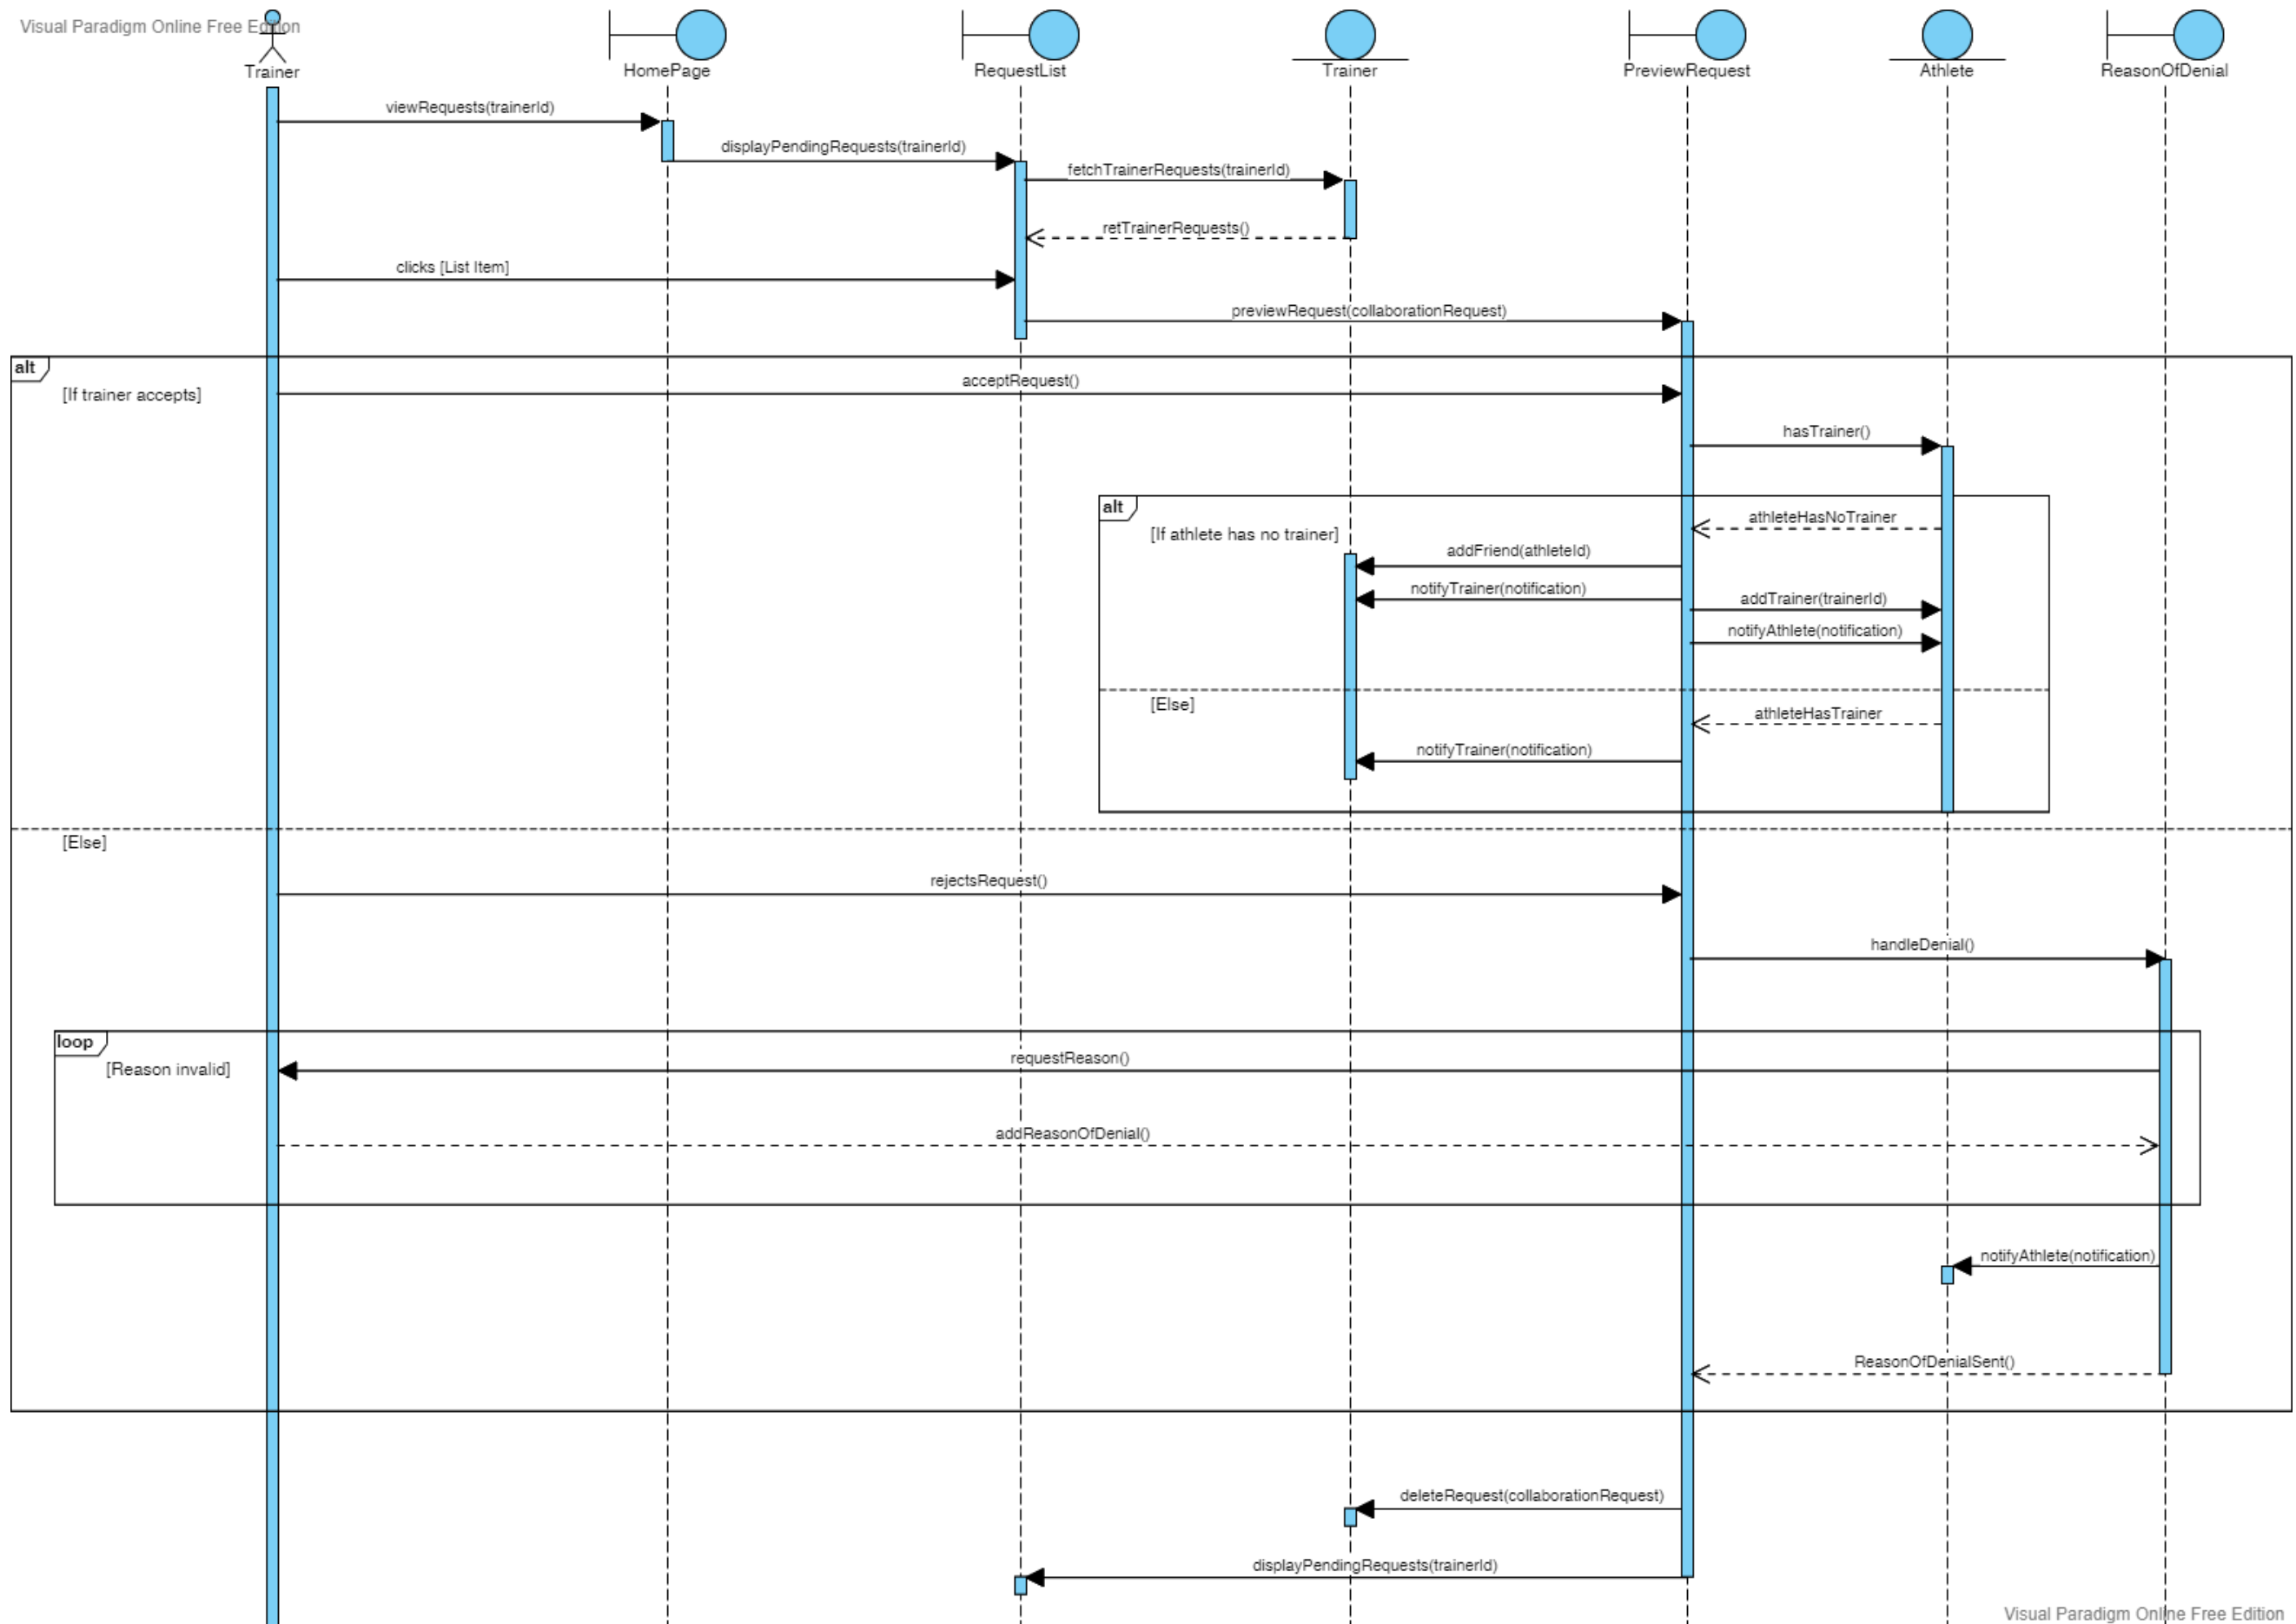 Visual Paradigm Online Free Edition
Trainer
HomePage
RequestList
Trainer
PreviewRequest
Athlete
ReasonOfDenial
viewRequests(trainerId)
displayPendingRequests(trainerId)
fetchTrainerRequests(trainerId)
retTrainerRequests()
clicks [List Item]
previewRequest(collaborationRequest)
alt
[If trainer accepts]
acceptRequest()
hasTrainer()
alt
[If athlete has no trainer]
athleteHasNoTrainer
addFriend(athleteId)
notifyTrainer(notification)
addTrainer(trainerId)
notifyAthlete(notification)
[Else]
athleteHasTrainer
notifyTrainer(notification)
[Else]
rejectsRequest()
handleDenial()
loop
[Reason invalid]
requestReason()
addReasonOfDenial()
notifyAthlete(notification)
ReasonOfDenialSent()
deleteRequest(collaborationRequest)
displayPendingRequests(trainerId)
Visual Paradigm Online Free Edition